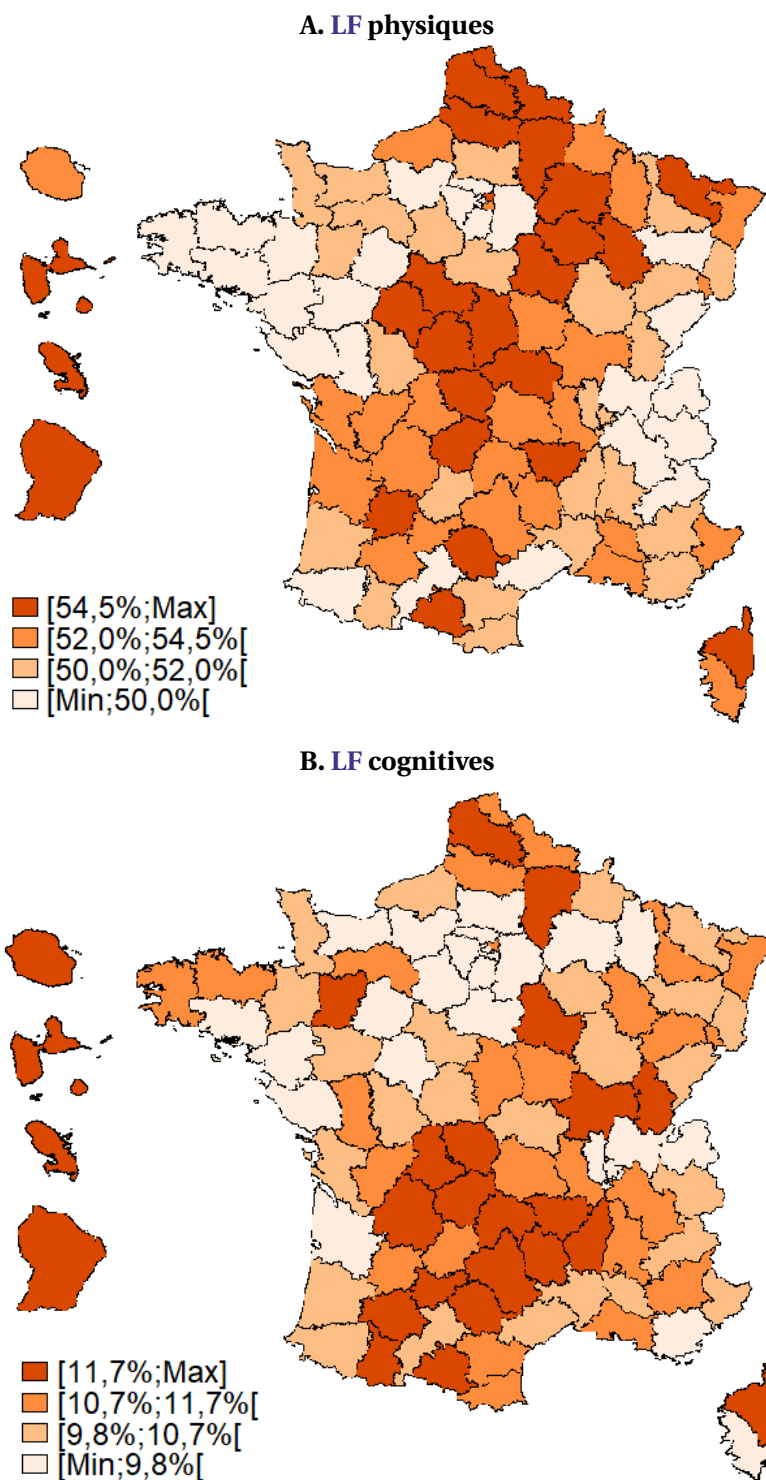 A. LF physiques
[54,5%;Max]
[52,0%;54,5%[
[50,0%;52,0%[
[Min;50,0%[
B. LF cognitives
[11,7%;Max]
[10,7%;11,7%[
[9,8%;10,7%[
[Min;9,8%[